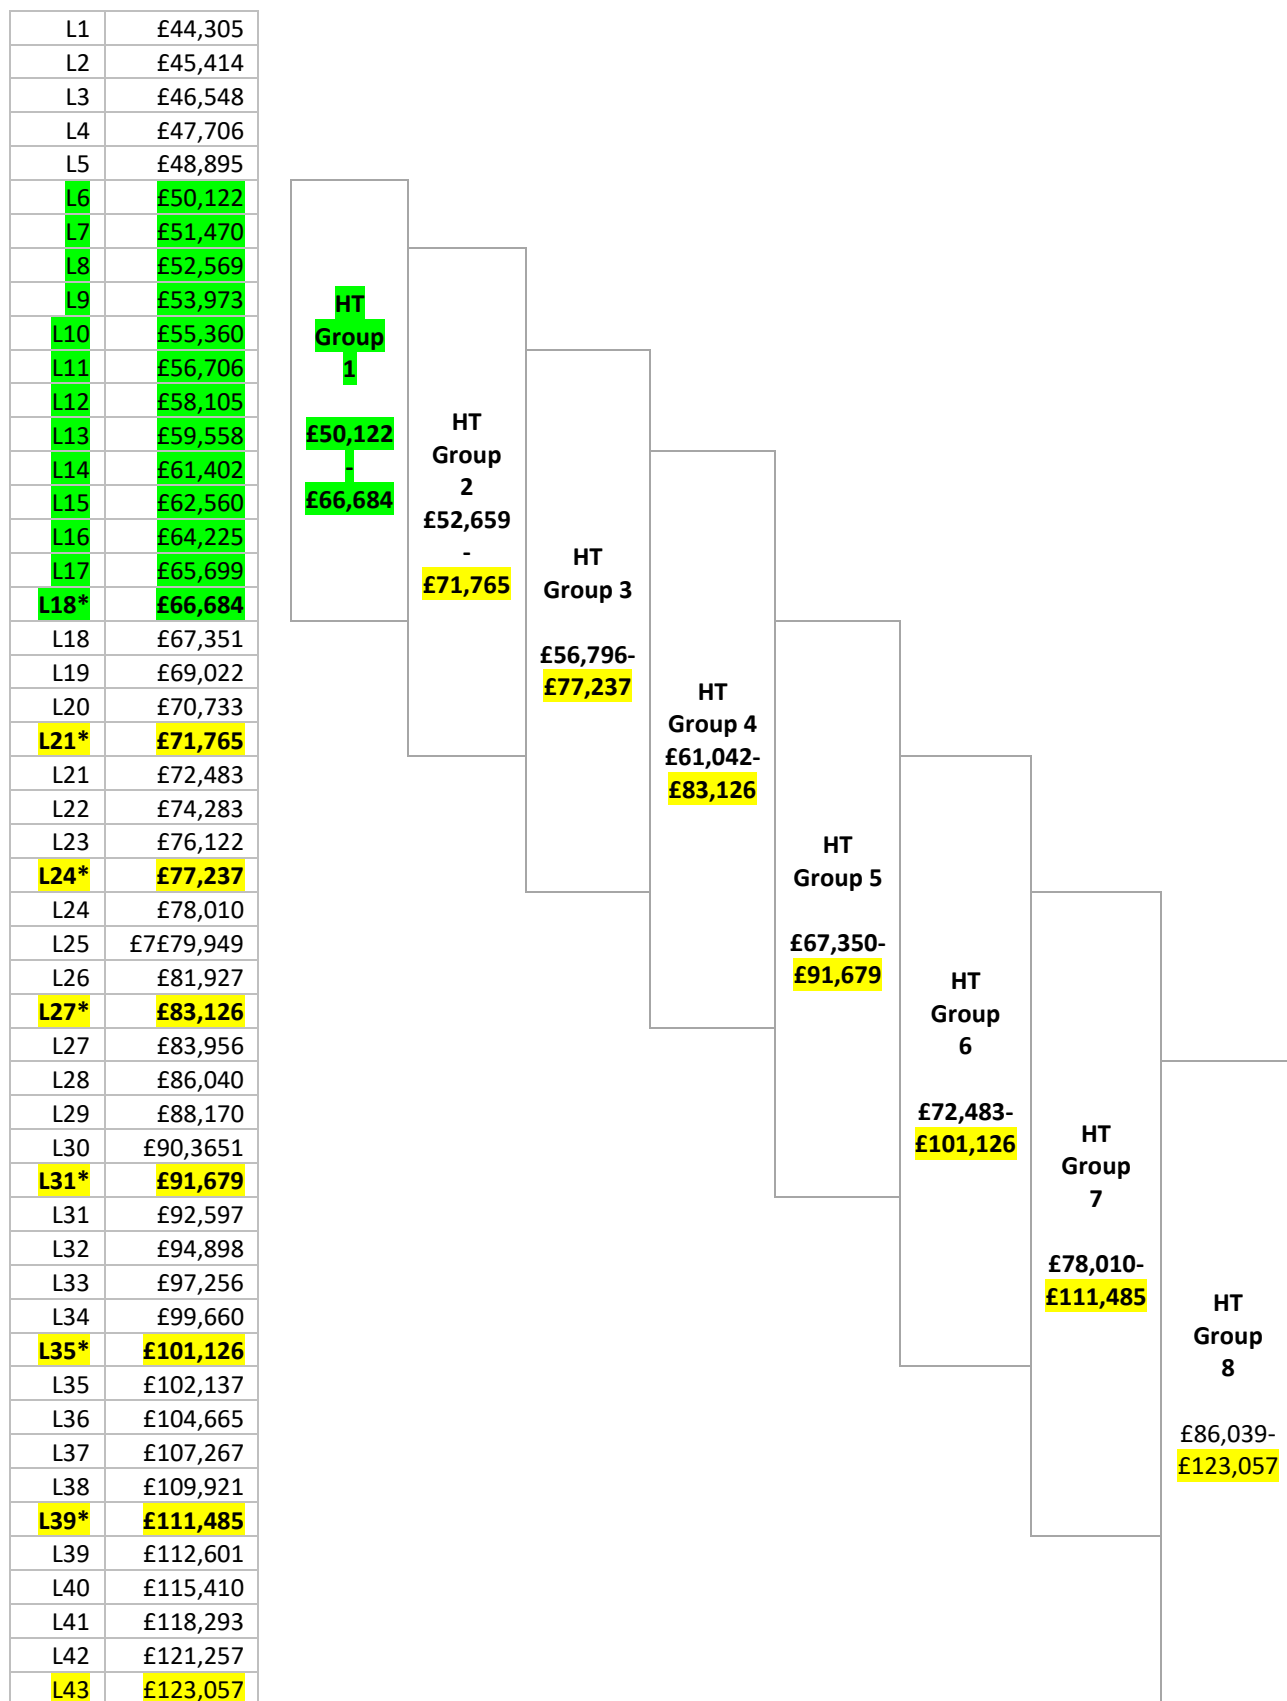 L1 £44,305
L2 £45,414
L3 £46,548
L4 £47,706
L5 £48,895
L6 £50,122
L7 £51,470
L8 £52,569
L9 £53,973
L10 £55,360
L11 £56,706
L12 £58,105
L13 £59,558
L14 £61,402
L15 £62,560
L16 £64,225
L17 £65,699
L18* £66,684
L18 £67,351
L19 £69,022
L20 £70,733
L21* £71,765
L21 £72,483
L22 £74,283
L23 £76,122
L24* £77,237
L24 £78,010
L25 £7£79,949
L26 £81,927
L27* £83,126
L27 £83,956
L28 £86,040
L29 £88,170
L30 £90,3651
L31* £91,679
L31 £92,597
L32 £94,898
L33 £97,256
L34 £99,660
L35* £101,126
L35 £102,137
L36 £104,665
L37 £107,267
L38 £109,921
L39* £111,485
L39 £112,601
L40 £115,410
L41 £118,293
L42 £121,257
L43 £123,057
HT
Group
1
£50,122
-
£66,684
HT
Group
2
£52,659
-
£71,765
HT
Group 3
£56,796-
£77,237
HT
Group 4
£61,042-
£83,126
HT
Group 5
£67,350-
£91,679
HT
Group
6
£72,483-
£101,126
HT
Group
7
£78,010-
£111,485
HT
Group
8
£86,039-
£123,057